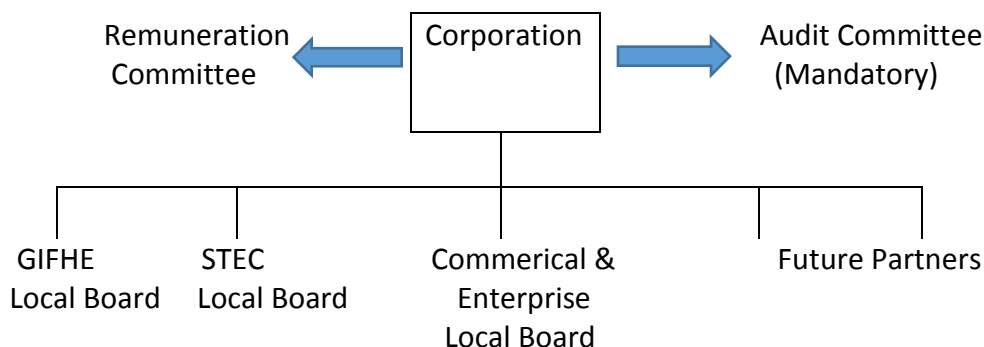 Remuneration
Committee
Corporation
Audit Committee
(Mandatory)
GIFHE
Local Board
STEC
Local Board
Commerical &
Enterprise
Local Board
Future Partners